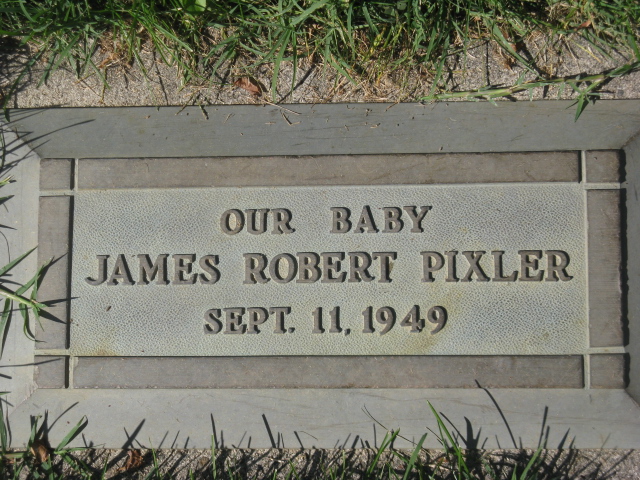 OUR BABY
JAMES ROBERT PIXLER
SEPT. 11, 1949